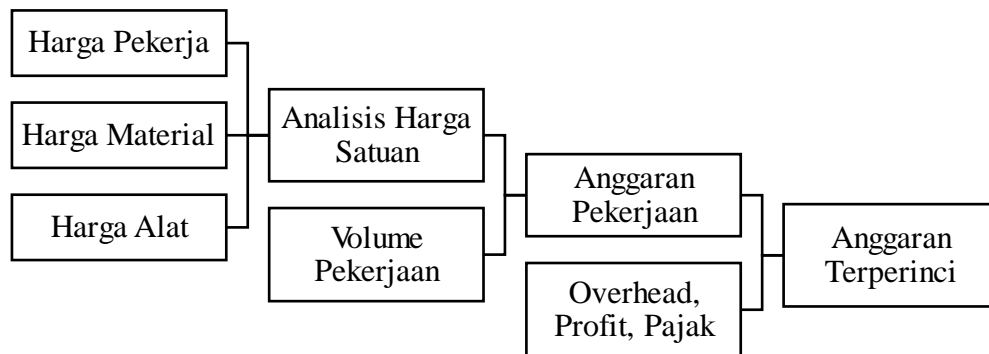 Harga Pekerja
Harga Material
Harga Alat
Analisis Harga
Satuan
Volume
Pekerjaan
Anggaran
Pekerjaan
Overhead,
Profit, Pajak
Anggaran
Terperinci